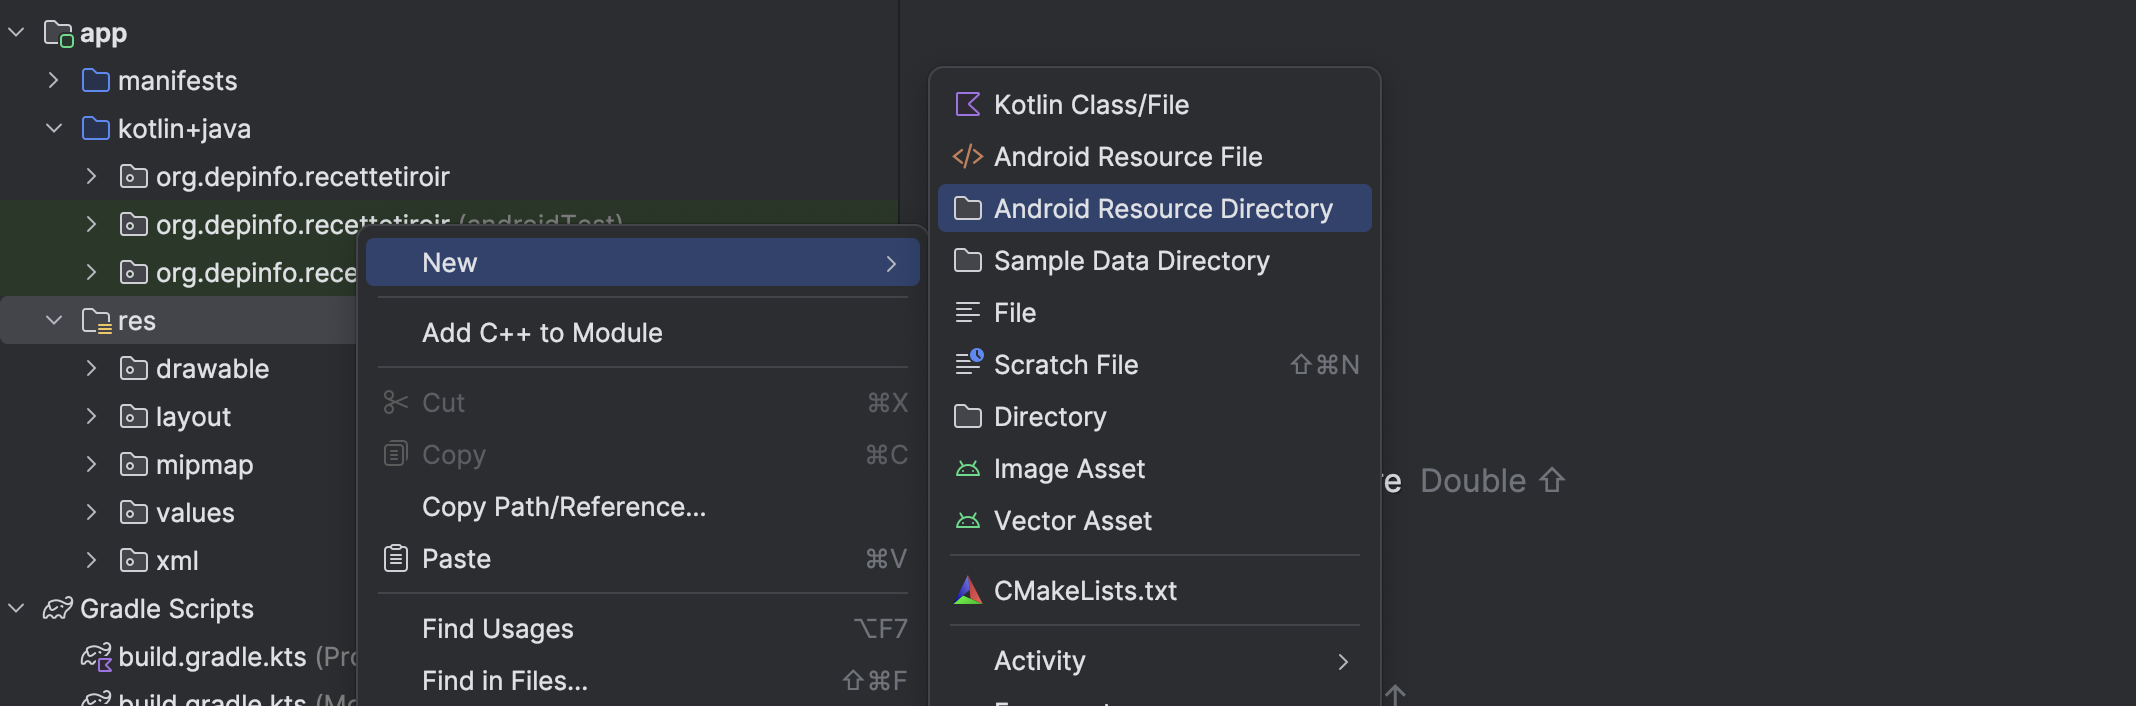 app
manifests
kotlin+java
org.depinfo.recettetiroir
org.depinfo.recettetiroir (androidTest)
org.depinfo.rece
res
drawable
layout
mipmap
values
xml
Gradle Scripts
build.gradle.kts (Pro
build.gradle.kts (Mo
New
Add C++ to Module
Cut ⌘X
Copy ⌘C
Copy Path/Reference...
Paste ⌘V
Find Usages ⌥F7
Find in Files... ⇧⌘F
Kotlin Class/File
Android Resource File
Android Resource Directory
Sample Data Directory
File
Scratch File ⇧⌘N
Directory
Image Asset
Vector Asset
CMakeLists.txt
Activity
re Double ⇧